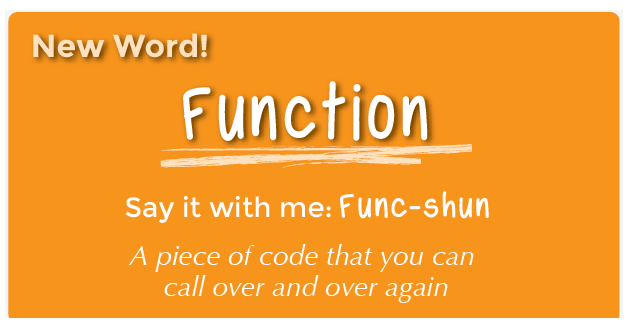 New Word!
Function
Say it with me: Func-shun
A piece of code that you can
call over and over again